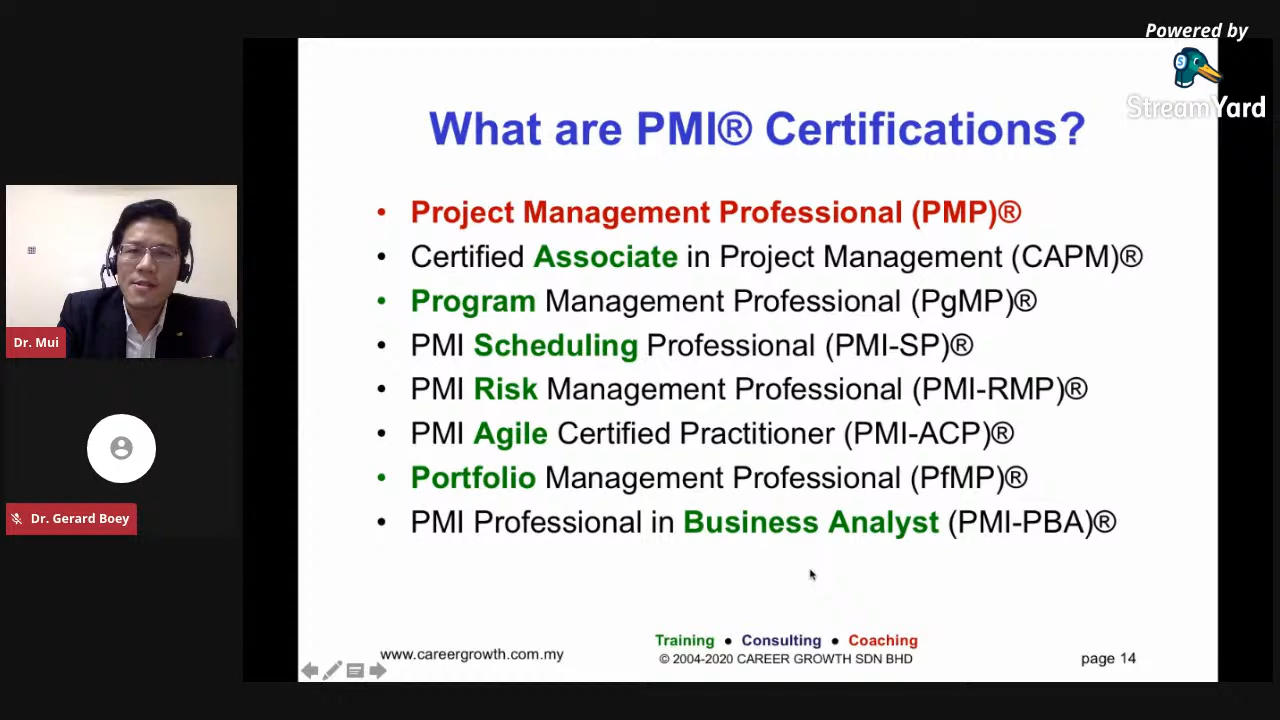 Powered by
StreamYard
What are PMI® Certifications?
• Project Management Professional (PMP)®
• Certified Associate in Project Management (CAPM)®
• Program Management Professional (PgMP)®
• PMI Scheduling Professional (PMI-SP)®
• PMI Risk Management Professional (PMI-RMP)®
• PMI Agile Certified Practitioner (PMI-ACP)®
• Portfolio Management Professional (PfMP)®
• PMI Professional in Business Analyst (PMI-PBA)®
Dr. Mui
Dr. Gerard Boey
www.careergrowth.com.my
Training • Consulting • Coaching
© 2004-2020 CAREER GROWTH SDN BHD
page 14